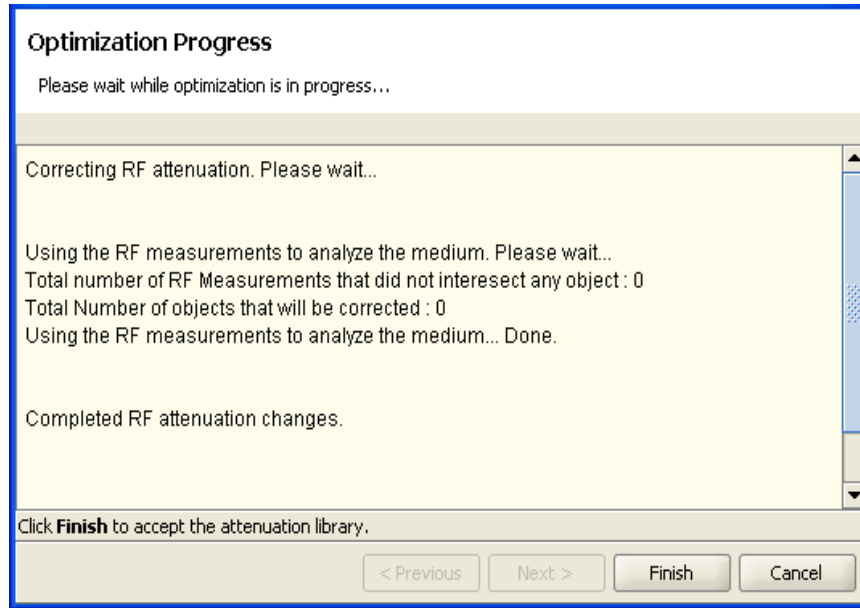 Optimization Progress
Please wait while optimization is in progress...
Correcting RF attenuation. Please wait...
Using the RF measurements to analyze the medium. Please wait...
Total number of RF Measurements that did not interesect any object : 0
Total Number of objects that will be corrected : 0
Using the RF measurements to analyze the medium... Done.
Completed RF attenuation changes.
Click Finish to accept the attenuation library.
< Previous Next > Finish Cancel